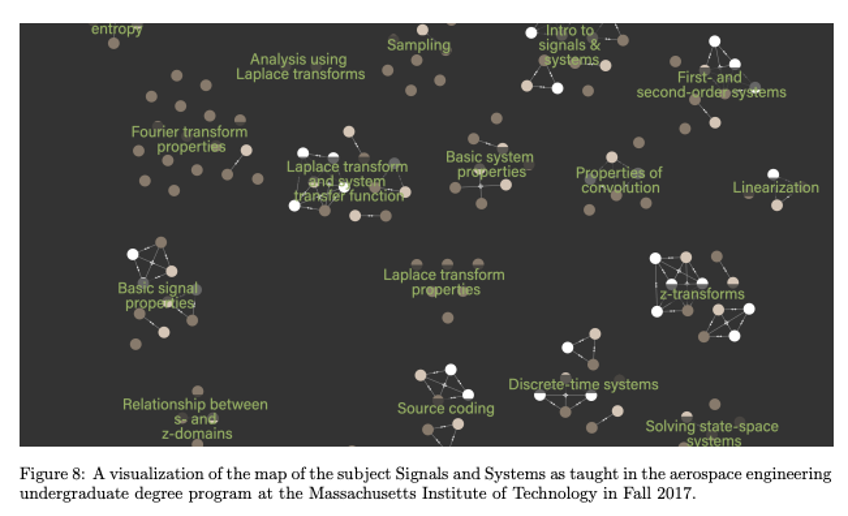 entropy
Sampling
Intro to
signals &
systems
Analysis using
Laplace transforms
First- and
second-order systems
Fourier transform
properties
Laplace transform
and system
transfer function
Basic system
properties
Properties of
convolution
Linearization
Basic signal
properties
Laplace transform
properties
z-transforms
Relationship between
s- and
z-domains
Source coding
Discrete-time systems
Solving state-space
systems
Figure 8: A visualization of the map of the subject Signals and Systems as taught in the aerospace engineering
undergraduate degree program at the Massachusetts Institute of Technology in Fall 2017.